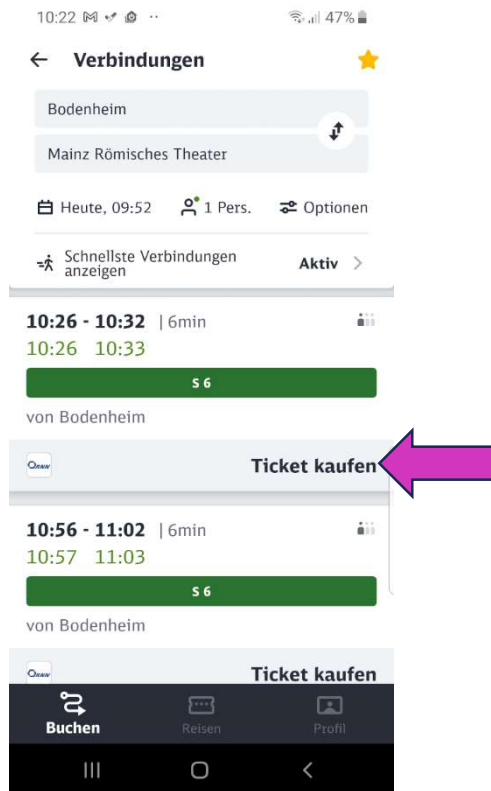 10:22 47%
Verbindungen
Bodenheim
Mainz Römisches Theater
Heute, 09:52 1 Pers. Optionen
Schnellste Verbindungen
anzeigen
Aktiv
10:26 - 10:32 | 6min
10:26 10:33
S 6
von Bodenheim
Ticket kaufen
10:56 - 11:02 | 6min
10:57 11:03
S 6
von Bodenheim
Ticket kaufen
Buchen Reisen Profil